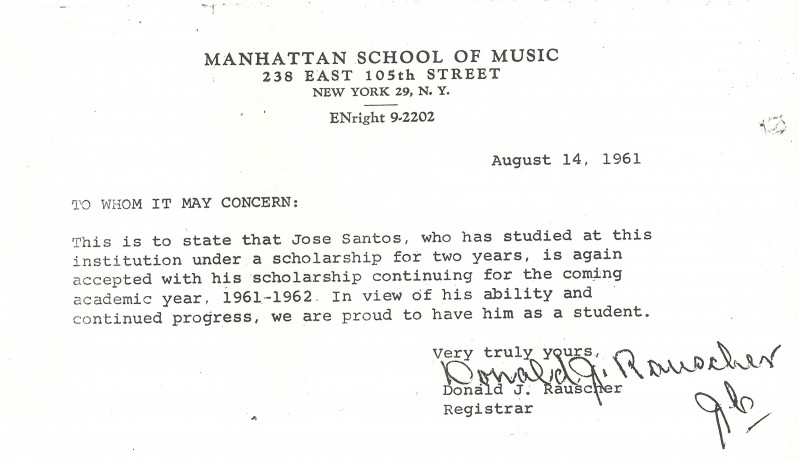 MANHATTAN SCHOOL OF MUSIC
238 EAST 105th STREET
NEW YORK 29, N. Y.
ENright 9-2202
August 14, 1961
TO WHOM IT MAY CONCERN:
This is to state that Jose Santos, who has studied at this
institution under a scholarship for two years, is again
accepted with his scholarship continuing for the coming
academic year, 1961-1962. In view of his ability and
continued progress, we are proud to have him as a student.
Very truly yours,
Donald J. Rauscher
Donald J. Rauscher
Registrar